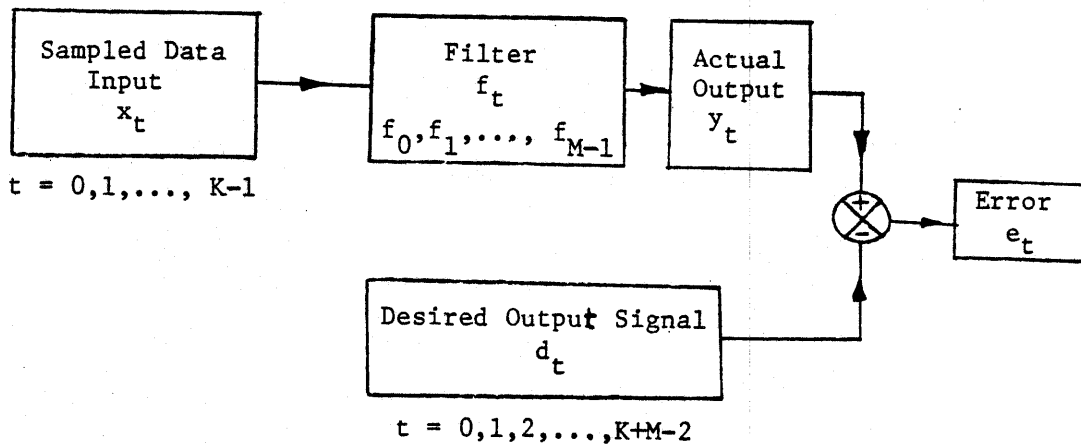 Sampled Data
Input
x_t
t = 0,1,..., K-1
Filter
f_t
f_0,f_1,..., f_{M-1}
Actual
Output
y_t
+
-
Error
e_t
Desired Output Signal
d_t
t = 0,1,2,...,K+M-2